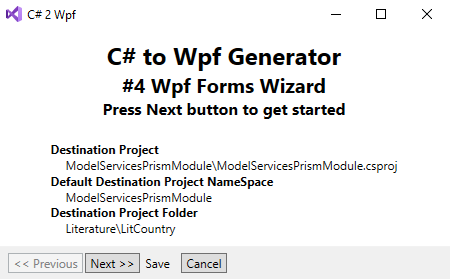 C# 2 Wpf
C# to Wpf Generator
#4 Wpf Forms Wizard
Press Next button to get started
Destination Project
ModelServicesPrismModule\ModelServicesPrismModule.csproj
Default Destination Project NameSpace
ModelServicesPrismModule
Destination Project Folder
Literature\LitCountry
<< Previous Next >> Save Cancel